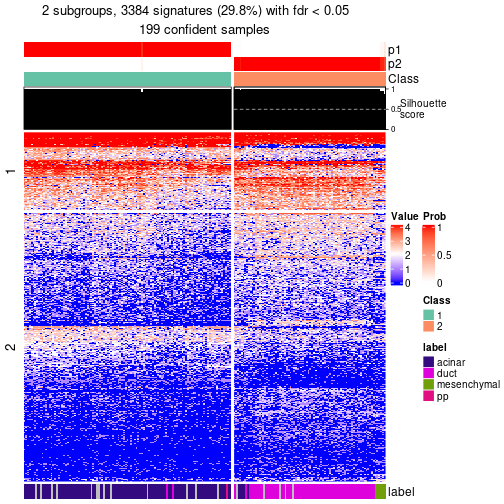 2 subgroups, 3384 signatures (29.8%) with fdr < 0.05
199 confident samples
p1
p2
Class
1
0.5
0
Silhouette
score
1
2
Value
4
3
2
1
0
Prob
1
0.5
0
Class
1
2
label
acinar
duct
mesenchymal
pp
label